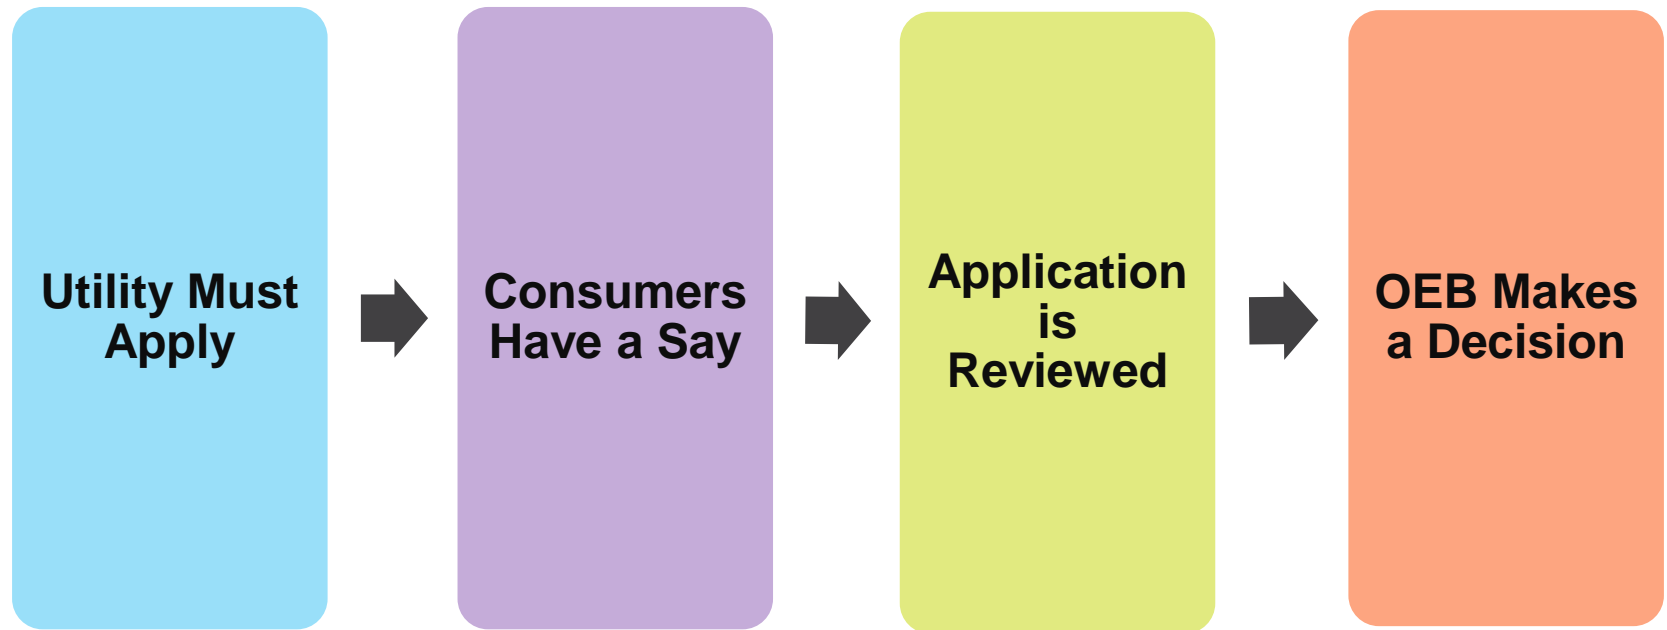 Utility Must
Apply
Consumers
Have a Say
Application
is
Reviewed
OEB Makes
a Decision